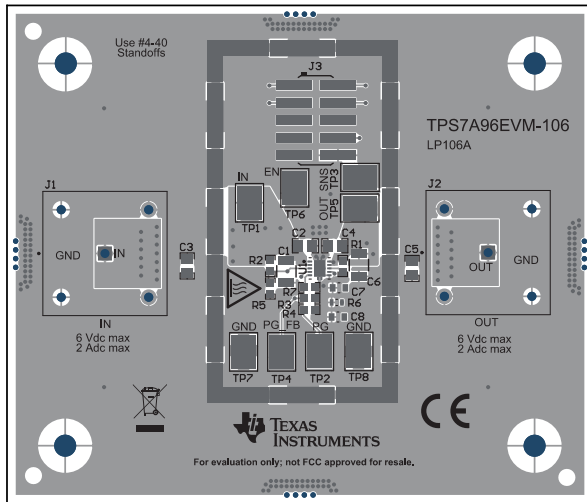 Use #4-40
Standoffs
J3
TPS7A96EVM-106
LP106A
IN
EN
OUT SNS
TP3
TP5
TP1
TP6
J1
GND
IN
C3
C2
C4
R2
C1
U1
R1
C6
R5
R7
R3
R4
C7
R6
C8
C5
J2
OUT
GND
IN
6 Vdc max
2 Adc max
OUT
6 Vdc max
2 Adc max
GND
PG_FB
PG
GND
TP7
TP4
TP2
TP8
TEXAS
INSTRUMENTS
CE
For evaluation only; not FCC approved for resale.